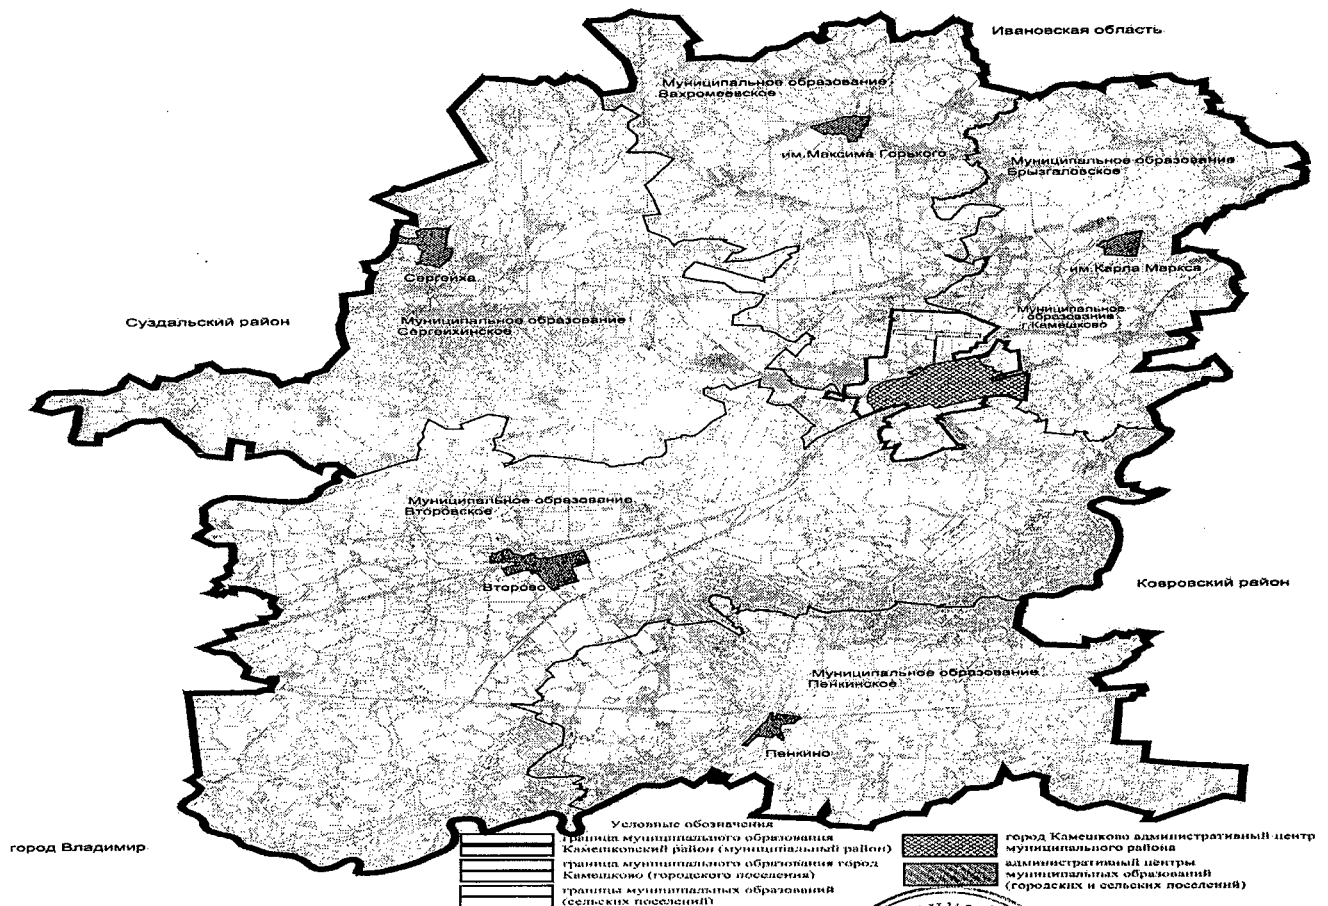 Ивановская область
Муниципальное образование
Вахромеевское
им.Максима Горького
Муниципальное образование
Брызгаловское
им.Карла Маркса
Сергеиха
Муниципальное образование
Сергеихинское
Суздальский район
Муниципальное
образование
г.Камешково
Муниципальное образование
Второвское
Второво
Ковровский район
Муниципальное образование
Пенкинское
Пенкино
город Владимир
Условные обозначения
граница муниципального образования
Камешковский район (муниципальный район)
граница муниципального образования город
Камешково (городского поселения)
границы муниципальных образований
(сельских поселений)
город Камешково административный центр
муниципального района
административный центры
муниципальных образований
(городских и сельских поселений)